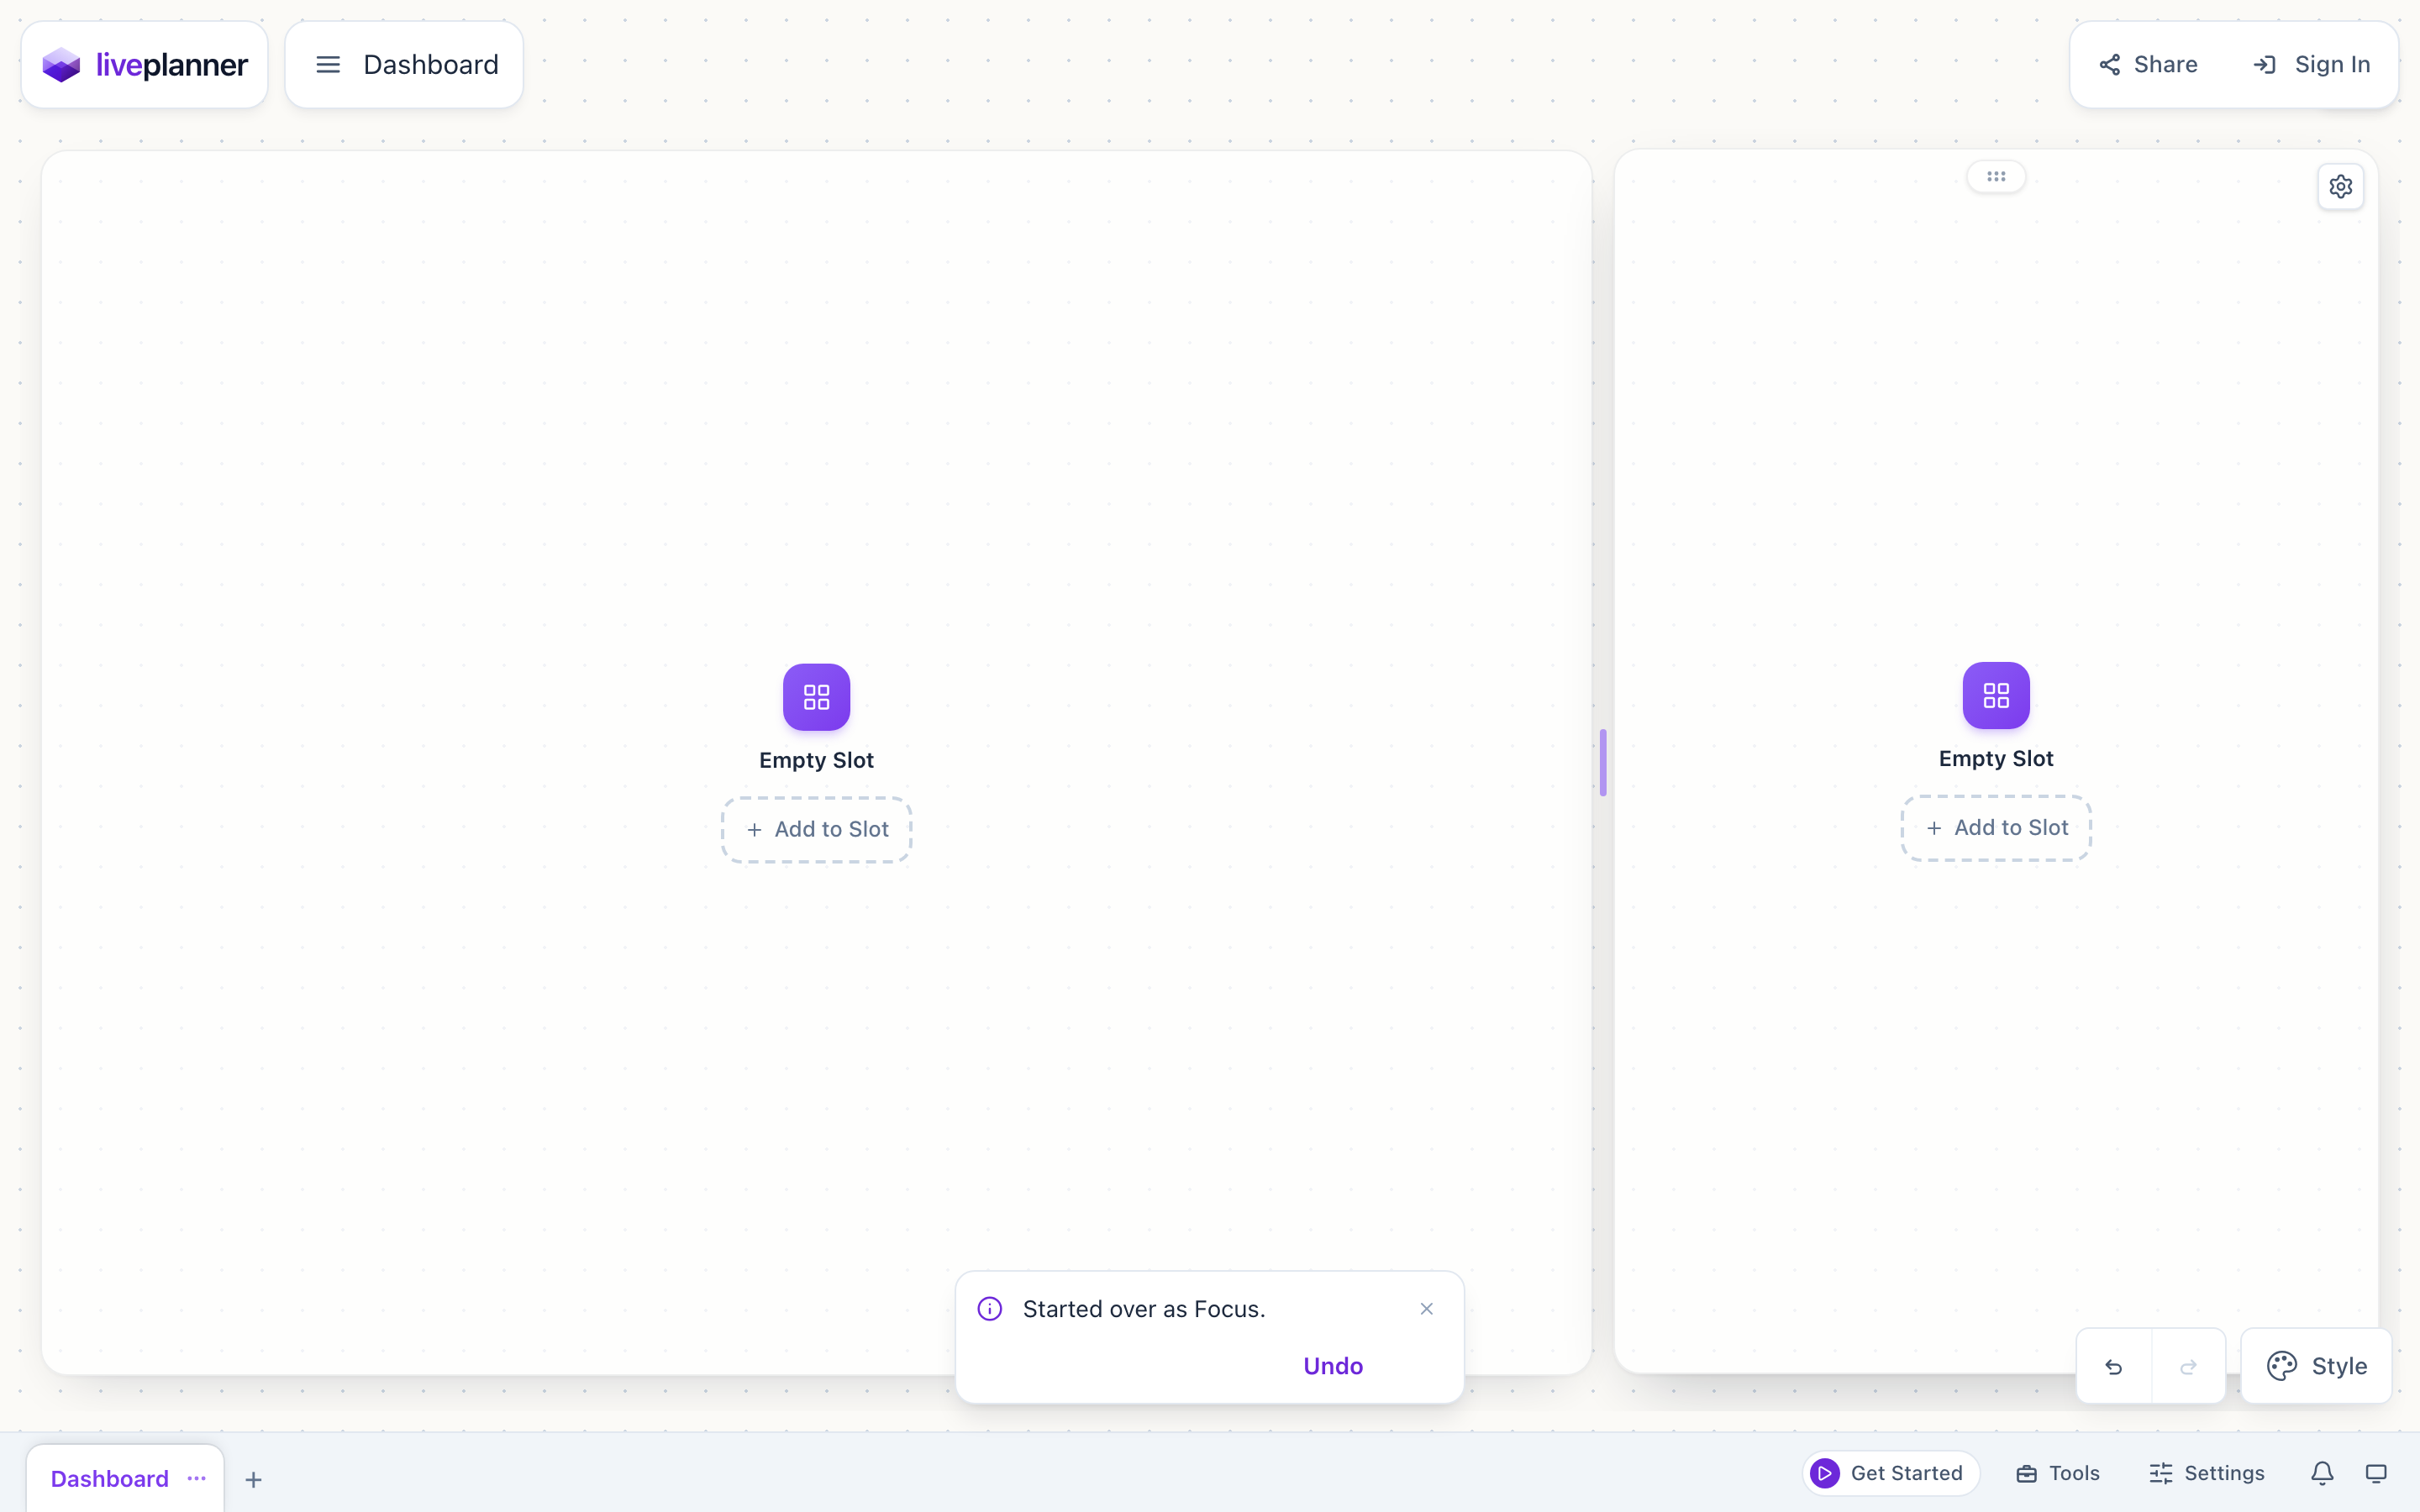 liveplanner
Dashboard
Share
Sign In
Empty Slot
+ Add to Slot
Empty Slot
+ Add to Slot
Started over as Focus.
Undo
Style
Dashboard
Get Started
Tools
Settings